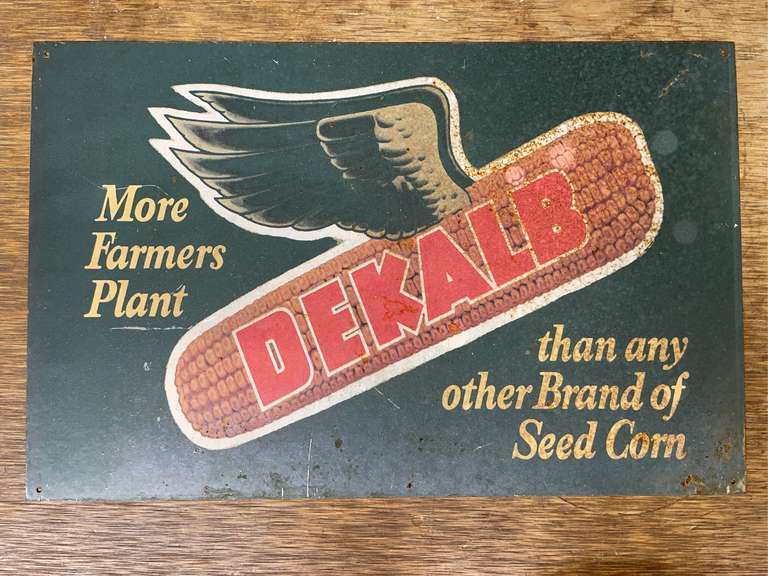 More
Farmers
Plant
DEKALB
than any
other Brand of
Seed Corn